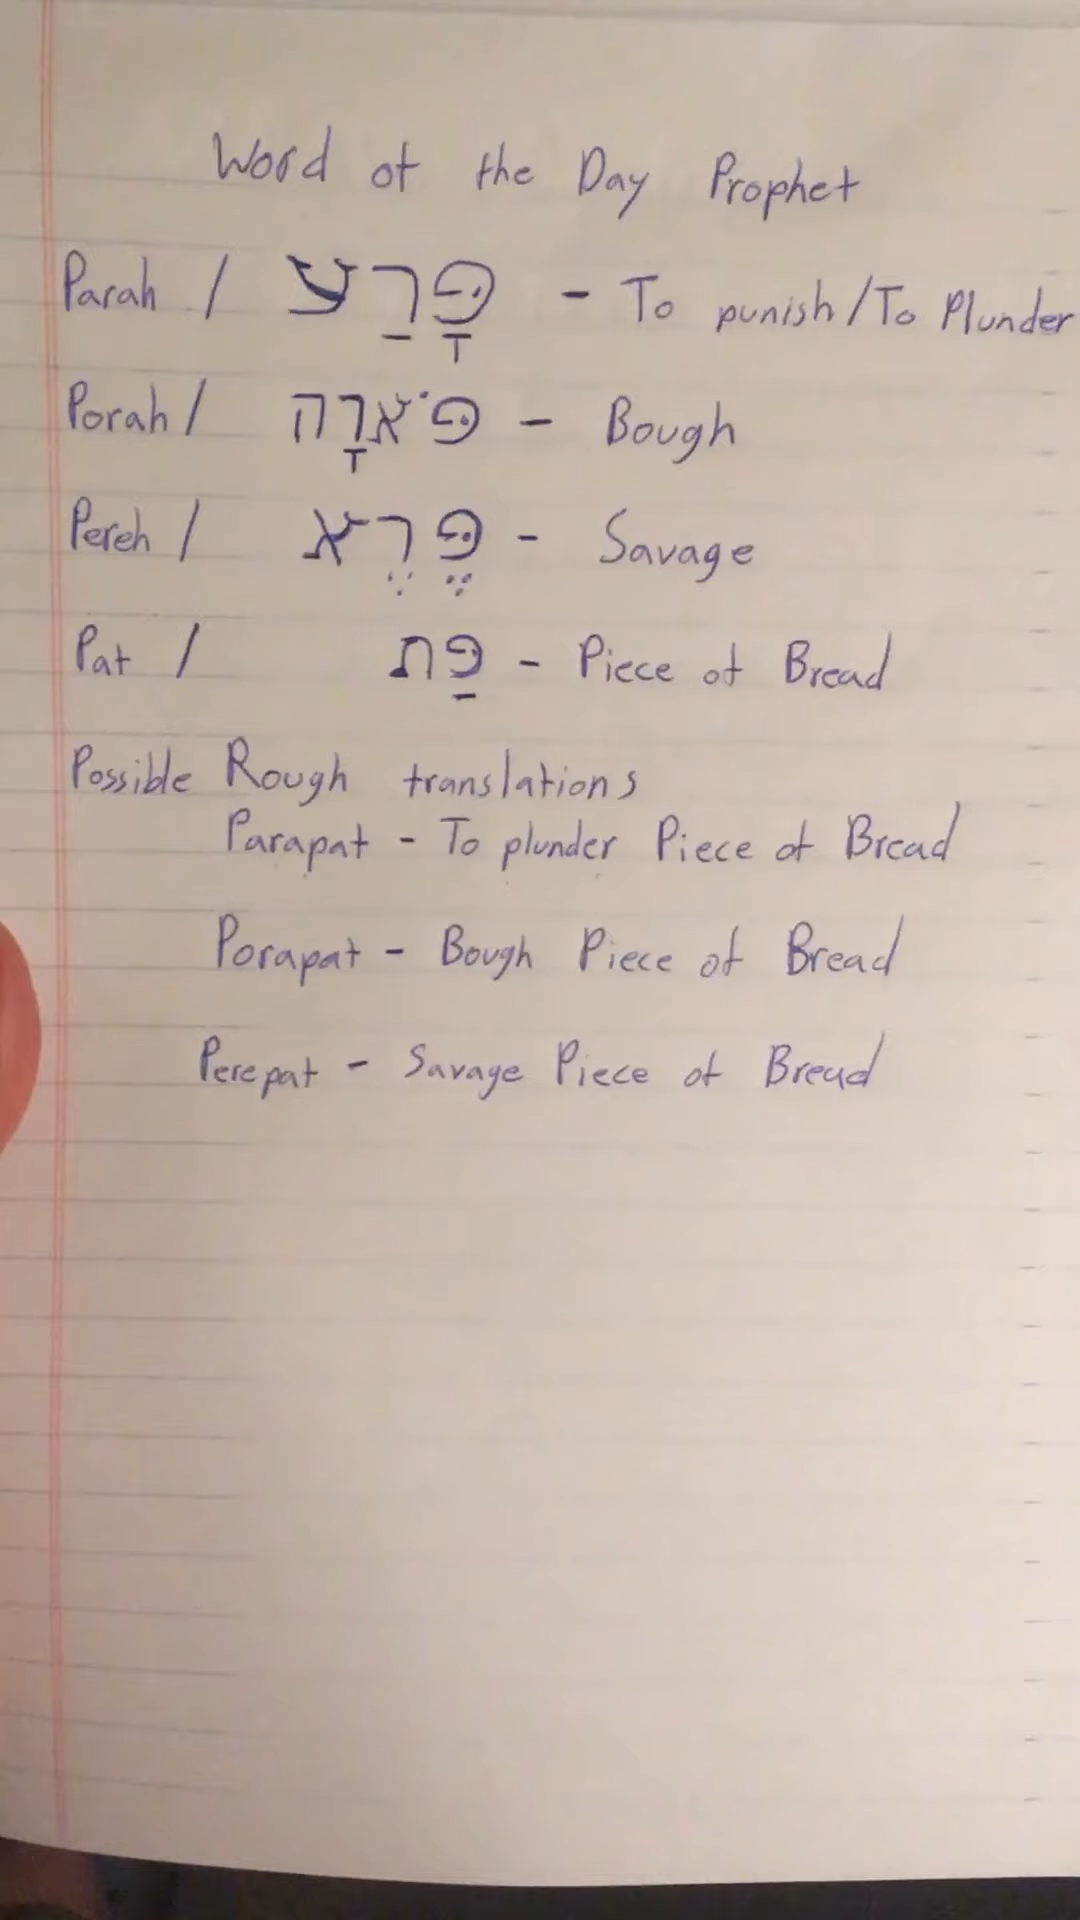 Word of the Day Prophet
Parah / פָּרַע - To punish/To Plunder
Porah / פֹּארָה - Bough
Pereh / פֶּרֶא - Savage
Pat / פַּת - Piece of Bread
Possible Rough translations
Parapat - To plunder Piece of Bread
Porapat - Bough Piece of Bread
Perepat - Savage Piece of Bread